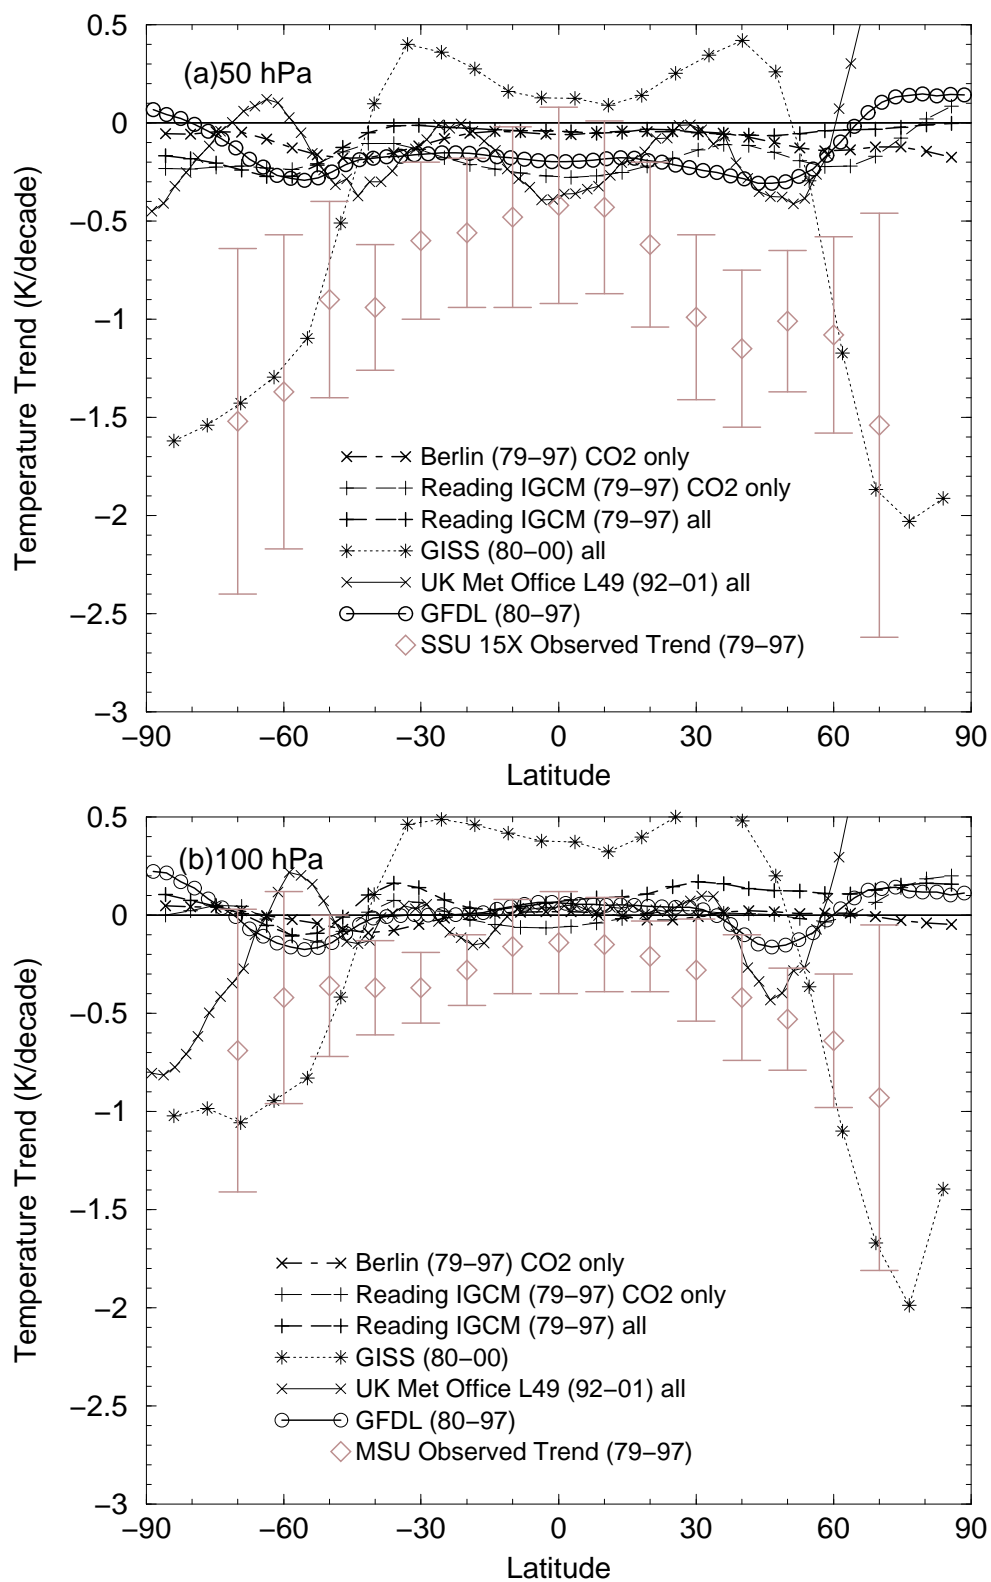 0.5
(a)50 hPa
0
−0.5
−1
−1.5
−2
−2.5
−3
Temperature Trend (K/decade)
Berlin (79−97) CO2 only
Reading IGCM (79−97) CO2 only
Reading IGCM (79−97) all
GISS (80−00) all
UK Met Office L49 (92−01) all
GFDL (80−97)
SSU 15X Observed Trend (79−97)
−90 −60 −30 0 30 60 90
Latitude
0.5
(b)100 hPa
0
−0.5
−1
−1.5
−2
−2.5
−3
Temperature Trend (K/decade)
Berlin (79−97) CO2 only
Reading IGCM (79−97) CO2 only
Reading IGCM (79−97) all
GISS (80−00)
UK Met Office L49 (92−01) all
GFDL (80−97)
MSU Observed Trend (79−97)
−90 −60 −30 0 30 60 90
Latitude